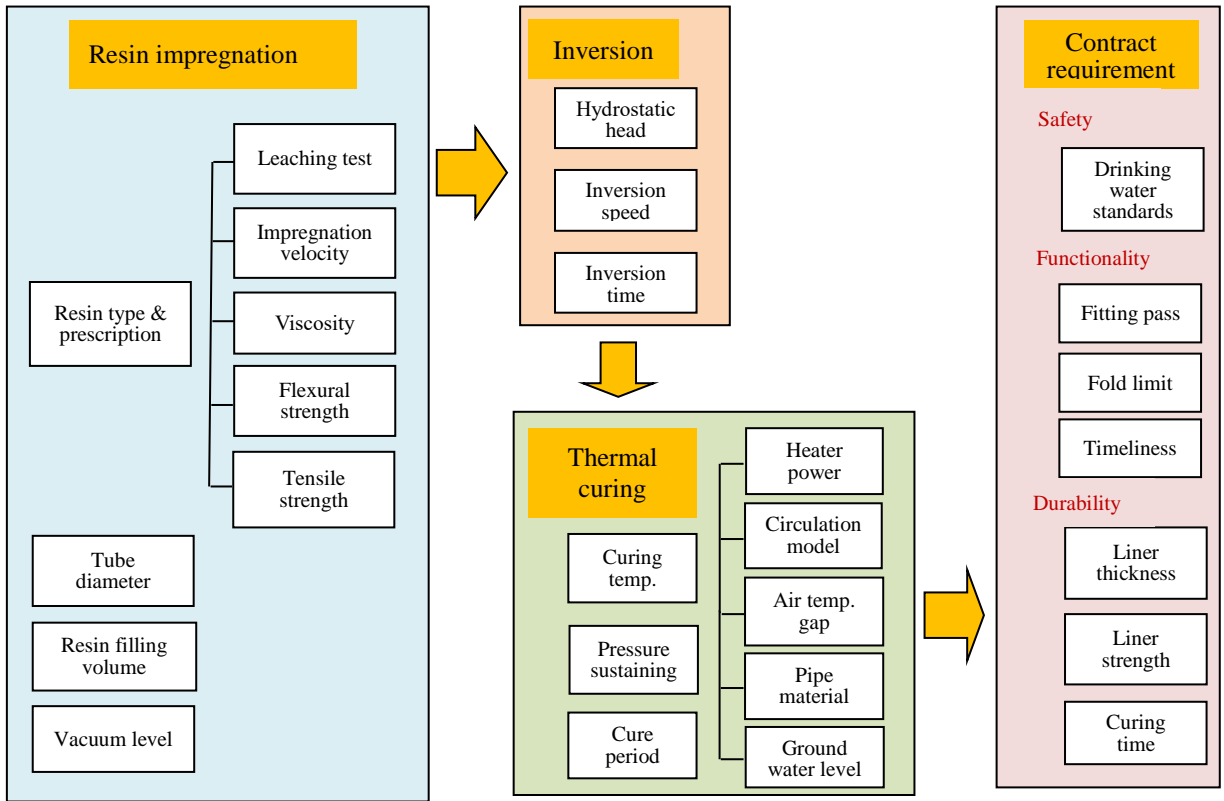 Resin impregnation
Leaching test
Impregnation
velocity
Resin type &
prescription
Viscosity
Flexural
strength
Tensile
strength
Tube
diameter
Resin filling
volume
Vacuum level
Inversion
Hydrostatic
head
Inversion
speed
Inversion
time
Thermal
curing
Curing
temp.
Pressure
sustaining
Cure
period
Heater
power
Circulation
model
Air temp.
gap
Pipe
material
Ground
water level
Contract
requirement
Safety
Drinking
water
standards
Functionality
Fitting pass
Fold limit
Timeliness
Durability
Liner
thickness
Liner
strength
Curing
time